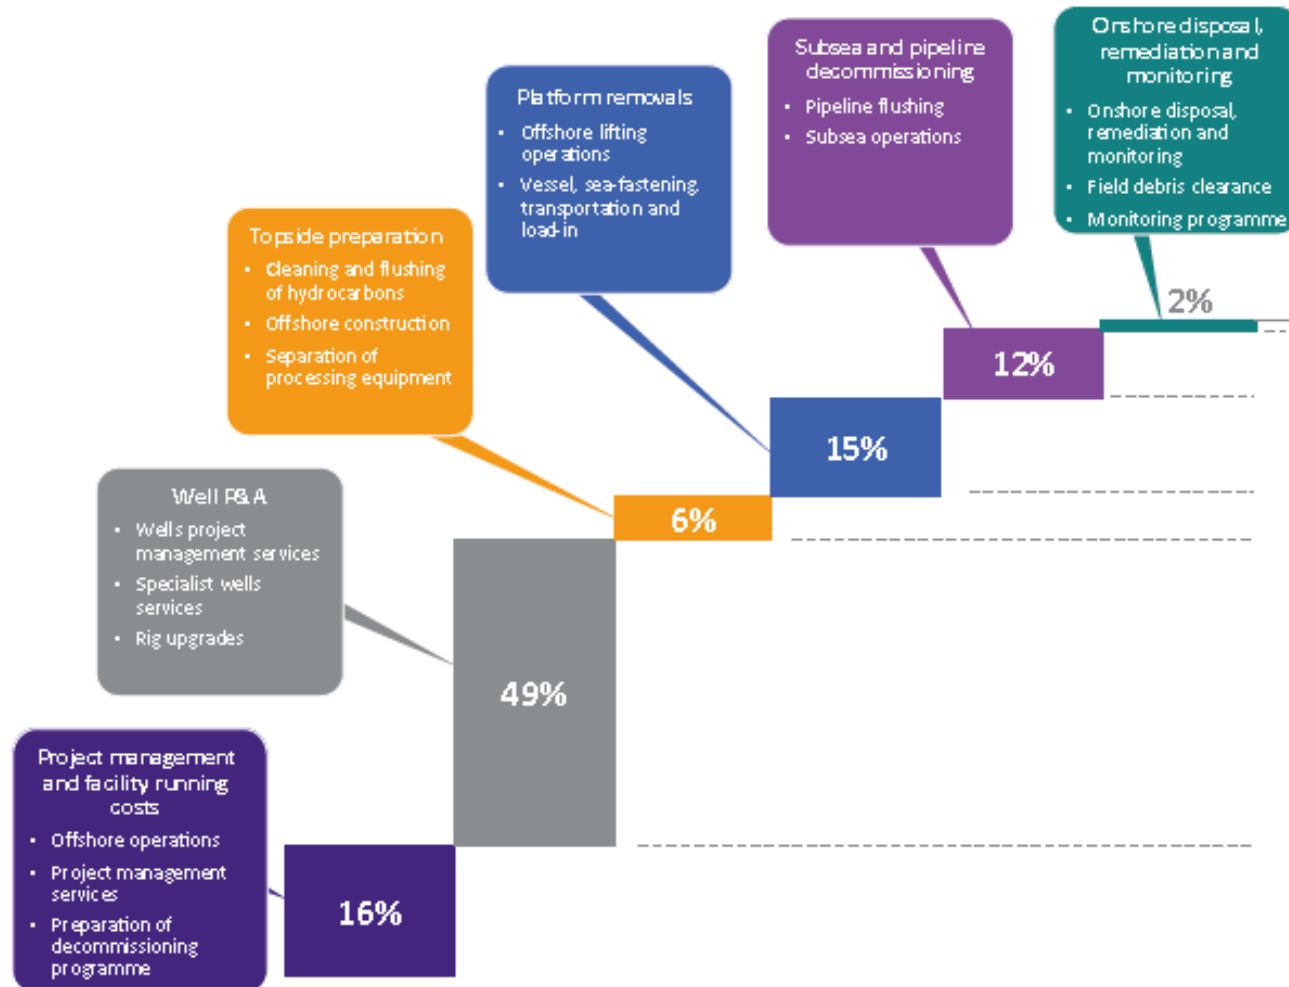 Onshore disposal,
remediation and
monitoring
• Onshore disposal,
remediation and
monitoring
• Field debris clearance
• Monitoring programme
Subsea and pipeline
decommissioning
• Pipeline flushing
• Subsea operations
Platform removals
• Offshore lifting
operations
• Vessel, sea-fastening,
transportation and
load-in
Topside preparation
• Cleaning and flushing
of hydrocarbons
• Offshore construction
• Separation of
processing equipment
2%
12%
15%
6%
Well P&A
• Wells project
management services
• Specialist wells
services
• Rig upgrades
49%
Project management
and facility running
costs
• Offshore operations
• Project management
services
• Preparation of
decommissioning
programme
16%